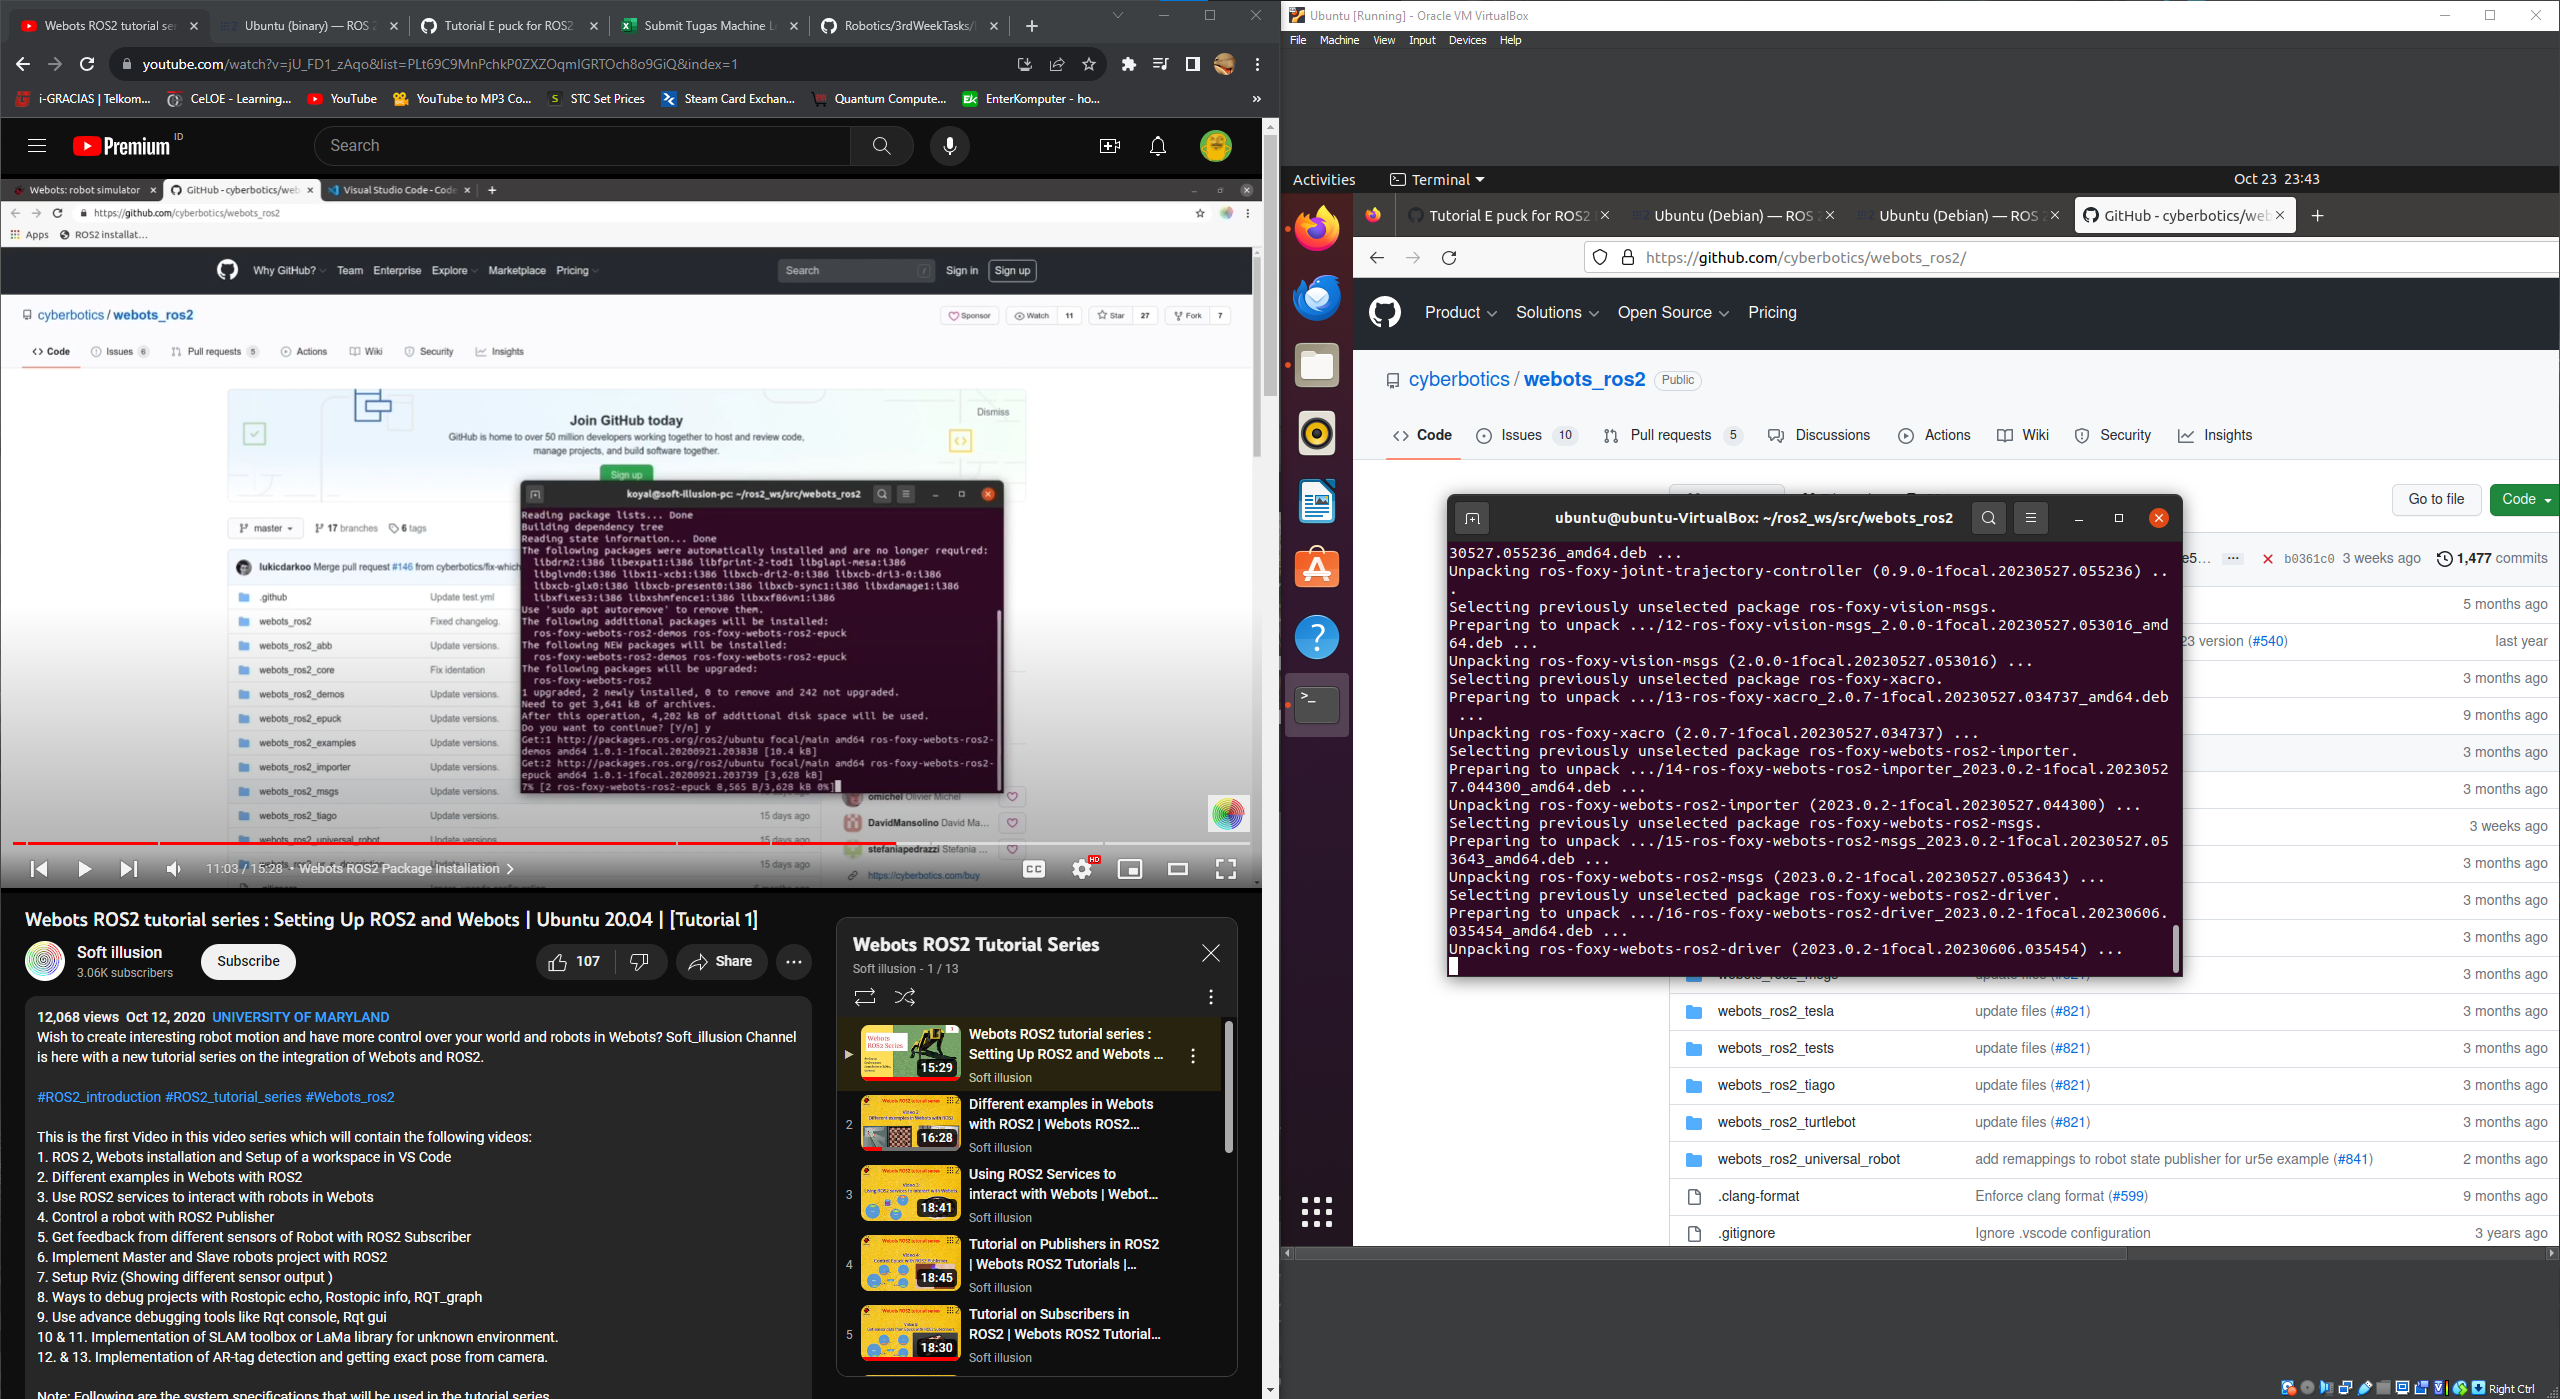 Webots ROS2 tutorial ser
Ubuntu (binary) — ROS 2
Tutorial E puck for ROS2
Submit Tugas Machine Le
Robotics/3rdWeekTasks/
youtube.com/watch?v=jU_FD1_zAqo&list=PLt69C9MnPchkP0ZXZOqmIGRTOch8o9GiQ&index=1
i-GRACIAS | Telkom...
CeLOE - Learning...
YouTube
YouTube to MP3 Co...
STC Set Prices
Steam Card Exchan...
Quantum Compute...
EnterKomputer - ho...
Premium ID
Search
Webots: robot simulator
GitHub - cyberbotics/web
Visual Studio Code - Code
https://github.com/cyberbotics/webots_ros2
Apps
ROS2 installat...
Why GitHub?
Team
Enterprise
Explore
Marketplace
Pricing
Search
Sign in
Sign up
cyberbotics / webots_ros2
Sponsor
Watch 11
Star 27
Fork 7
Code
Issues 6
Pull requests 5
Actions
Wiki
Security
Insights
Join GitHub today
Dismiss
GitHub is home to over 50 million developers working together to host and review code,
manage projects, and build software together.
Sign up
master
17 branches
6 tags
lukicdarkoo Merge pull request #146 from cyberbotics/fix-which
.github Update test.yml
webots_ros2 Fixed changelog.
webots_ros2_abb Update versions.
webots_ros2_core Fix identation
webots_ros2_demos Update versions.
webots_ros2_epuck Update versions.
webots_ros2_examples Update versions.
webots_ros2_importer Update versions.
webots_ros2_msgs Update versions.
webots_ros2_tiago Update versions. 15 days ago
webots_ros2_universal_robot Update versions. 15 days ago
15 days ago
koyal@soft-illusion-pc: ~/ros2_ws/src/webots_ros2
Reading package lists... Done
Building dependency tree
Reading state information... Done
The following packages were automatically installed and are no longer required:
libdrm2:i386 libexpat1:i386 libfprint-2-tod1 libglapi-mesa:i386
libglvnd0:i386 libx11-xcb1:i386 libxcb-dri2-0:i386 libxcb-dri3-0:i386
libxcb-glx0:i386 libxcb-present0:i386 libxcb-sync1:i386 libxdamage1:i386
libxfixes3:i386 libxshmfence1:i386 libxxf86vm1:i386
Use 'sudo apt autoremove' to remove them.
The following additional packages will be installed:
ros-foxy-webots-ros2-demos ros-foxy-webots-ros2-epuck
The following NEW packages will be installed:
ros-foxy-webots-ros2-demos ros-foxy-webots-ros2-epuck
The following packages will be upgraded:
ros-foxy-webots-ros2
1 upgraded, 2 newly installed, 0 to remove and 242 not upgraded.
Need to get 3,641 kB of archives.
After this operation, 4,202 kB of additional disk space will be used.
Do you want to continue? [Y/n] y
Get:1 http://packages.ros.org/ros2/ubuntu focal/main amd64 ros-foxy-webots-ros2-
demos amd64 1.0.1-1focal.20200921.203838 [10.4 kB]
Get:2 http://packages.ros.org/ros2/ubuntu focal/main amd64 ros-foxy-webots-ros2-
epuck amd64 1.0.1-1focal.20200921.203739 [3,628 kB]
7% [2 ros-foxy-webots-ros2-epuck 8,565 B/3,628 kB 0%]
omichel Olivier Michel
DavidMansolino David Ma...
stefaniapedrazzi Stefania ...
https://cyberbotics.com/buy
11:03 / 15:28 • Webots ROS2 Package Installation
CC
HD
Webots ROS2 tutorial series : Setting Up ROS2 and Webots | Ubuntu 20.04 | [Tutorial 1]
Soft illusion
3.06K subscribers
Subscribe
107
Share
12,068 views Oct 12, 2020 UNIVERSITY OF MARYLAND
Wish to create interesting robot motion and have more control over your world and robots in Webots? Soft_illusion Channel
is here with a new tutorial series on the integration of Webots and ROS2.
#ROS2_introduction #ROS2_tutorial_series #Webots_ros2
This is the first Video in this video series which will contain the following videos:
1. ROS 2, Webots installation and Setup of a workspace in VS Code
2. Different examples in Webots with ROS2
3. Use ROS2 services to interact with robots in Webots
4. Control a robot with ROS2 Publisher
5. Get feedback from different sensors of Robot with ROS2 Subscriber
6. Implement Master and Slave robots project with ROS2
7. Setup Rviz (Showing different sensor output )
8. Ways to debug projects with Rostopic echo, Rostopic info, RQT_graph
9. Use advance debugging tools like Rqt console, Rqt gui
10 & 11. Implementation of SLAM toolbox or LaMa library for unknown environment.
12. & 13. Implementation of AR-tag detection and getting exact pose from camera.
Note: Following are the system specifications that will be used in the tutorial series
Webots ROS2 Tutorial Series
Soft illusion - 1 / 13
15:29
Webots ROS2 tutorial series :
Setting Up ROS2 and Webots ...
Soft illusion
2
16:28
Different examples in Webots
with ROS2 | Webots ROS2...
Soft illusion
3
18:41
Using ROS2 Services to
interact with Webots | Webot...
Soft illusion
4
18:45
Tutorial on Publishers in ROS2
| Webots ROS2 Tutorials |...
Soft illusion
5
18:30
Tutorial on Subscribers in
ROS2 | Webots ROS2 Tutorial...
Soft illusion
Ubuntu [Running] - Oracle VM VirtualBox
File Machine View Input Devices Help
Activities
Terminal
Oct 23 23:43
Tutorial E puck for ROS2
Ubuntu (Debian) — ROS 2
Ubuntu (Debian) — ROS 2
GitHub - cyberbotics/web
https://github.com/cyberbotics/webots_ros2/
Product
Solutions
Open Source
Pricing
cyberbotics / webots_ros2 Public
Code
Issues 10
Pull requests 5
Discussions
Actions
Wiki
Security
Insights
Go to file
Code
e5... b0361c0 3 weeks ago 1,477 commits
5 months ago
23 version (#540) last year
3 months ago
9 months ago
3 months ago
3 months ago
3 weeks ago
3 months ago
3 months ago
3 months ago
webots_ros2_msgs update files (#821) 3 months ago
webots_ros2_tesla update files (#821) 3 months ago
webots_ros2_tests update files (#821) 3 months ago
webots_ros2_tiago update files (#821) 3 months ago
webots_ros2_turtlebot update files (#821) 3 months ago
webots_ros2_universal_robot add remappings to robot state publisher for ur5e example (#841) 2 months ago
.clang-format Enforce clang format (#599) 9 months ago
.gitignore Ignore .vscode configuration 3 years ago
ubuntu@ubuntu-VirtualBox: ~/ros2_ws/src/webots_ros2
30527.055236_amd64.deb ...
Unpacking ros-foxy-joint-trajectory-controller (0.9.0-1focal.20230527.055236) ..
.
Selecting previously unselected package ros-foxy-vision-msgs.
Preparing to unpack .../12-ros-foxy-vision-msgs_2.0.0-1focal.20230527.053016_amd
64.deb ...
Unpacking ros-foxy-vision-msgs (2.0.0-1focal.20230527.053016) ...
Selecting previously unselected package ros-foxy-xacro.
Preparing to unpack .../13-ros-foxy-xacro_2.0.7-1focal.20230527.034737_amd64.deb
...
Unpacking ros-foxy-xacro (2.0.7-1focal.20230527.034737) ...
Selecting previously unselected package ros-foxy-webots-ros2-importer.
Preparing to unpack .../14-ros-foxy-webots-ros2-importer_2023.0.2-1focal.2023052
7.044300_amd64.deb ...
Unpacking ros-foxy-webots-ros2-importer (2023.0.2-1focal.20230527.044300) ...
Selecting previously unselected package ros-foxy-webots-ros2-msgs.
Preparing to unpack .../15-ros-foxy-webots-ros2-msgs_2023.0.2-1focal.20230527.05
3643_amd64.deb ...
Unpacking ros-foxy-webots-ros2-msgs (2023.0.2-1focal.20230527.053643) ...
Selecting previously unselected package ros-foxy-webots-ros2-driver.
Preparing to unpack .../16-ros-foxy-webots-ros2-driver_2023.0.2-1focal.20230606.
035454_amd64.deb ...
Unpacking ros-foxy-webots-ros2-driver (2023.0.2-1focal.20230606.035454) ...
Right Ctrl